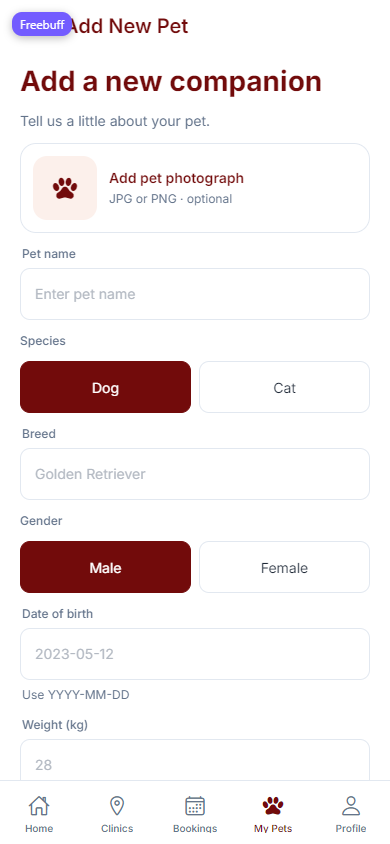 Freebuff
Add New Pet
Add a new companion
Tell us a little about your pet.
Add pet photograph
JPG or PNG · optional
Pet name
Enter pet name
Species
Dog
Cat
Breed
Golden Retriever
Gender
Male
Female
Date of birth
2023-05-12
Use YYYY-MM-DD
Weight (kg)
28
Home
Clinics
Bookings
My Pets
Profile